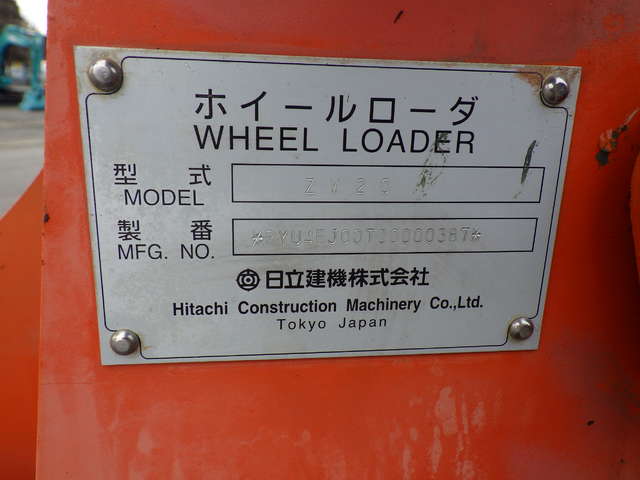 ホイールローダ
WHEEL LOADER
型式
MODEL ZW20
製番
MFG. NO.
日立建機株式会社
Hitachi Construction Machinery Co.,Ltd.
Tokyo Japan